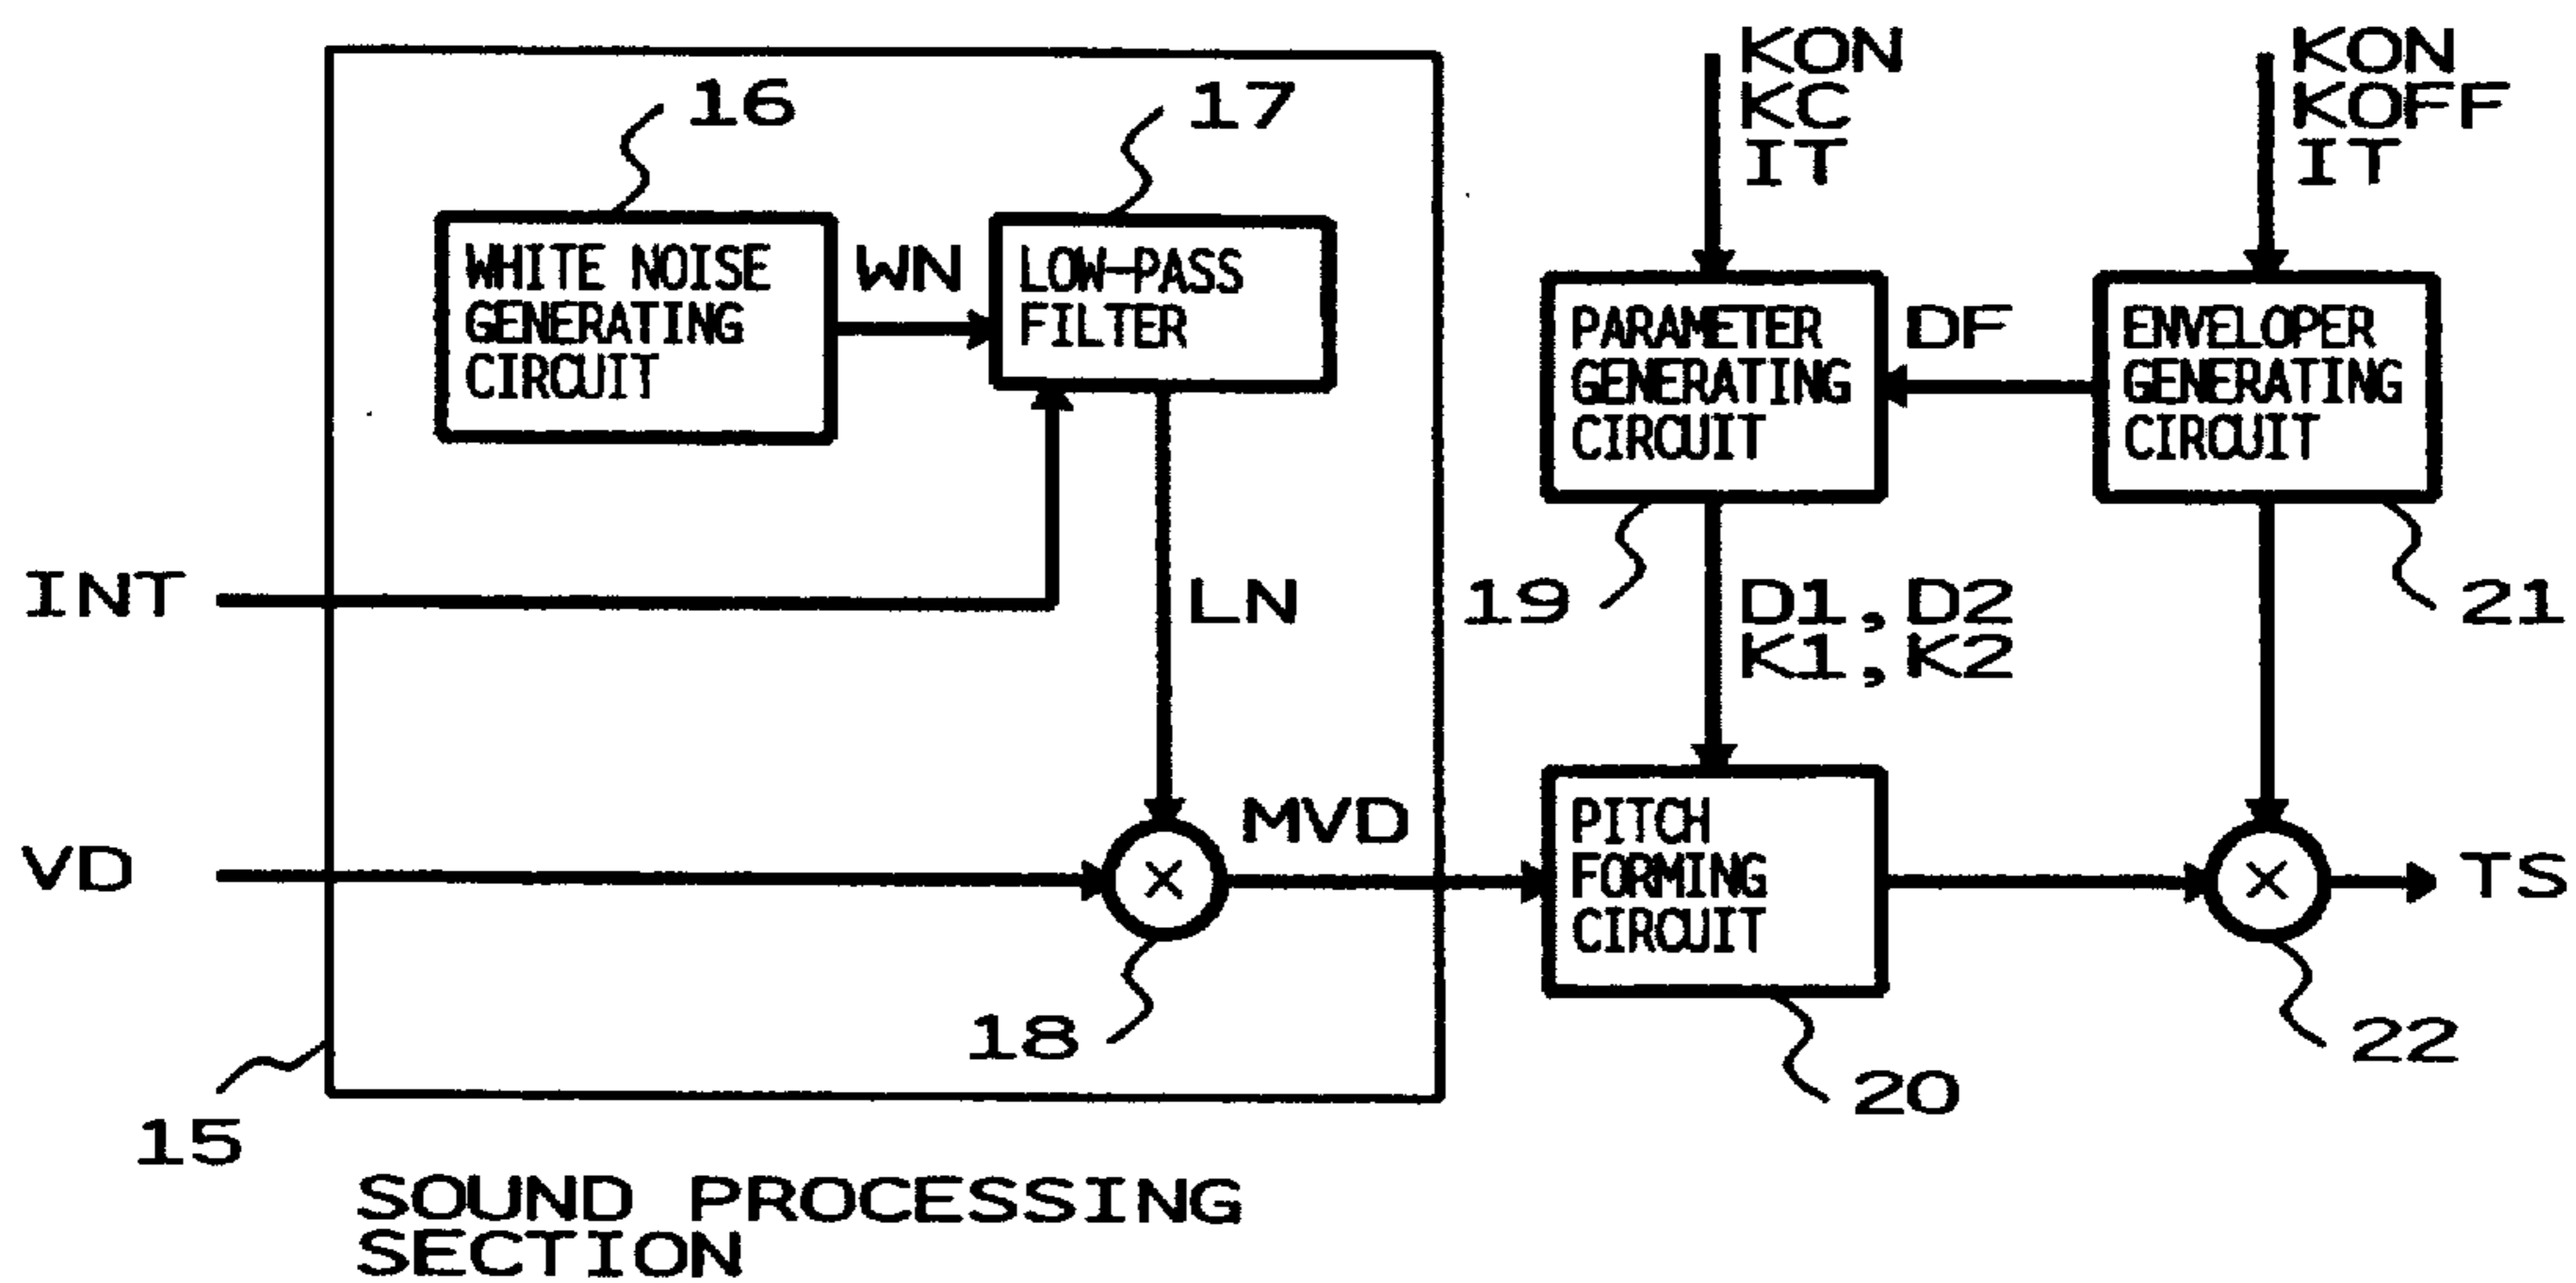 KON
KC
IT
KON
KOFF
IT
16
17
WHITE NOISE
GENERATING
CIRCUIT
WN
LOW-PASS
FILTER
PARAMETER
GENERATING
CIRCUIT
DF
ENVELOPER
GENERATING
CIRCUIT
INT
LN
19
D1,D2
K1,K2
21
VD
×
MVD
PITCH
FORMING
CIRCUIT
×
TS
18
20
22
15
SOUND PROCESSING
SECTION